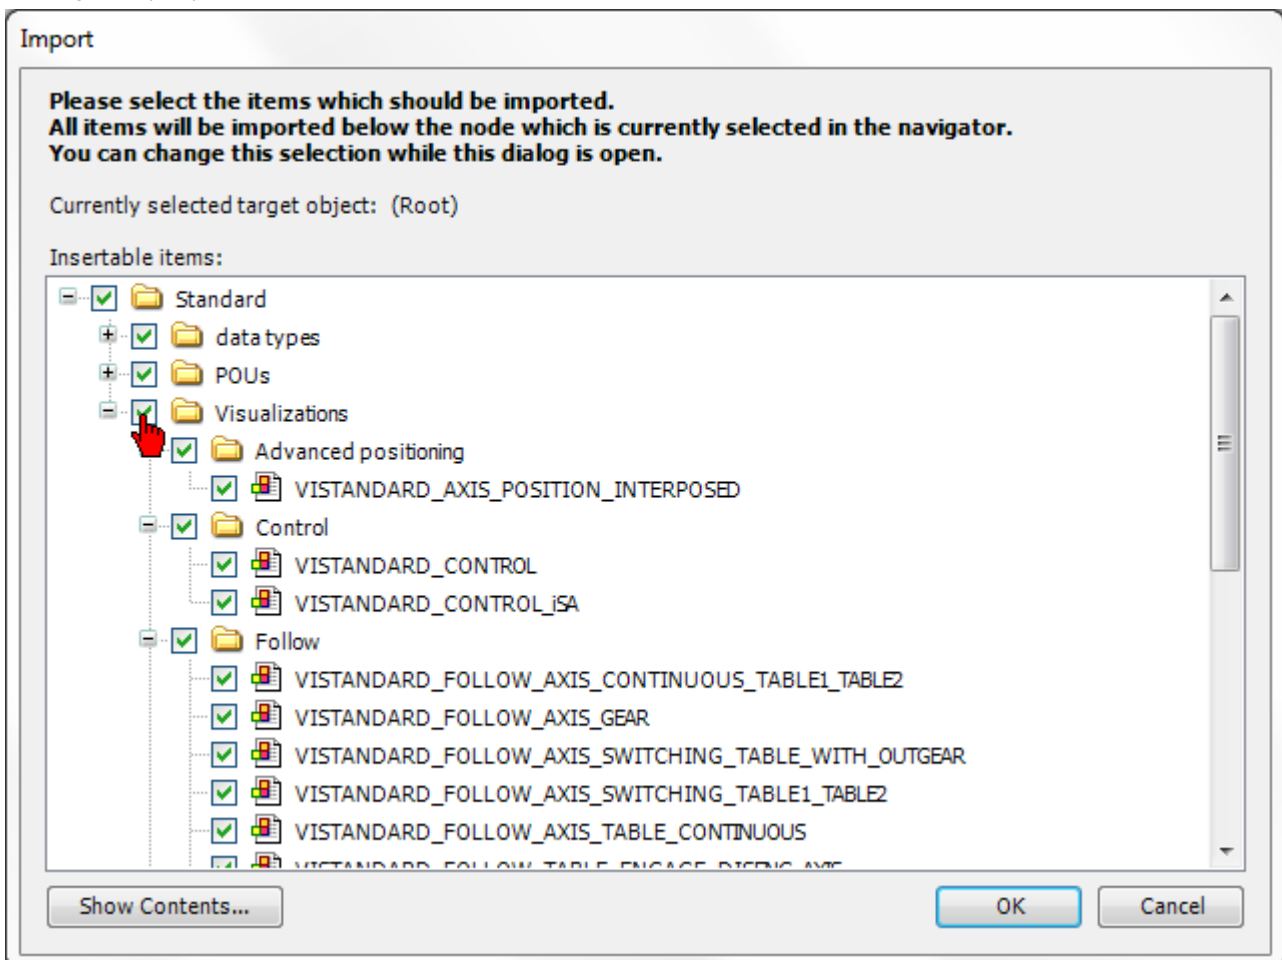 Import
Please select the items which should be imported.
All items will be imported below the node which is currently selected in the navigator.
You can change this selection while this dialog is open.
Currently selected target object: (Root)
Insertable items:
Standard
data types
POUs
Visualizations
Advanced positioning
VISTANDARD_AXIS_POSITION_INTERPOSED
Control
VISTANDARD_CONTROL
VISTANDARD_CONTROL_iSA
Follow
VISTANDARD_FOLLOW_AXIS_CONTINUOUS_TABLE1_TABLE2
VISTANDARD_FOLLOW_AXIS_GEAR
VISTANDARD_FOLLOW_AXIS_SWITCHING_TABLE_WITH_OUTGEAR
VISTANDARD_FOLLOW_AXIS_SWITCHING_TABLE1_TABLE2
VISTANDARD_FOLLOW_AXIS_TABLE_CONTINUOUS
Show Contents... OK Cancel